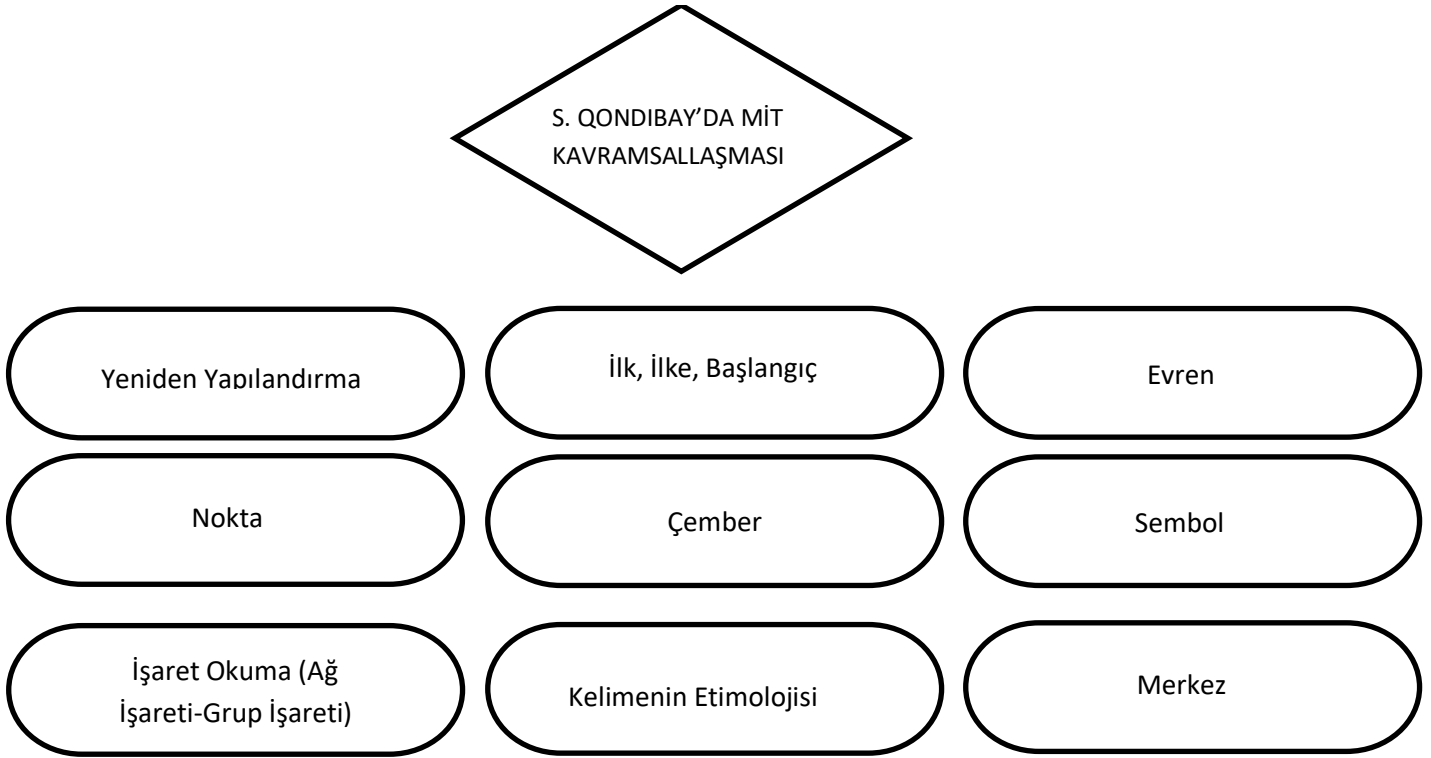 S. QONDIBAY’DA MİT
KAVRAMSALLAŞMASI
Yeniden Yapılandırma
İlk, İlke, Başlangıç
Evren
Nokta
Çember
Sembol
İşaret Okuma (Ağ
İşareti-Grup İşareti)
Kelimenin Etimolojisi
Merkez